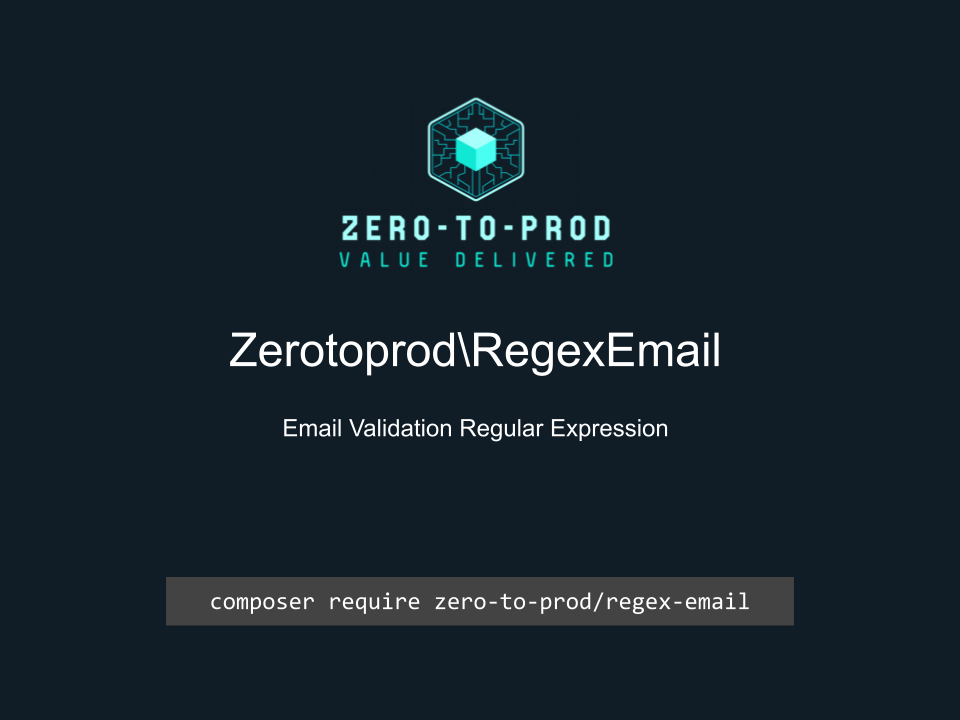 ZERO-TO-PROD
VALUE DELIVERED
Zerotoprod\RegexEmail
Email Validation Regular Expression
composer require zero-to-prod/regex-email